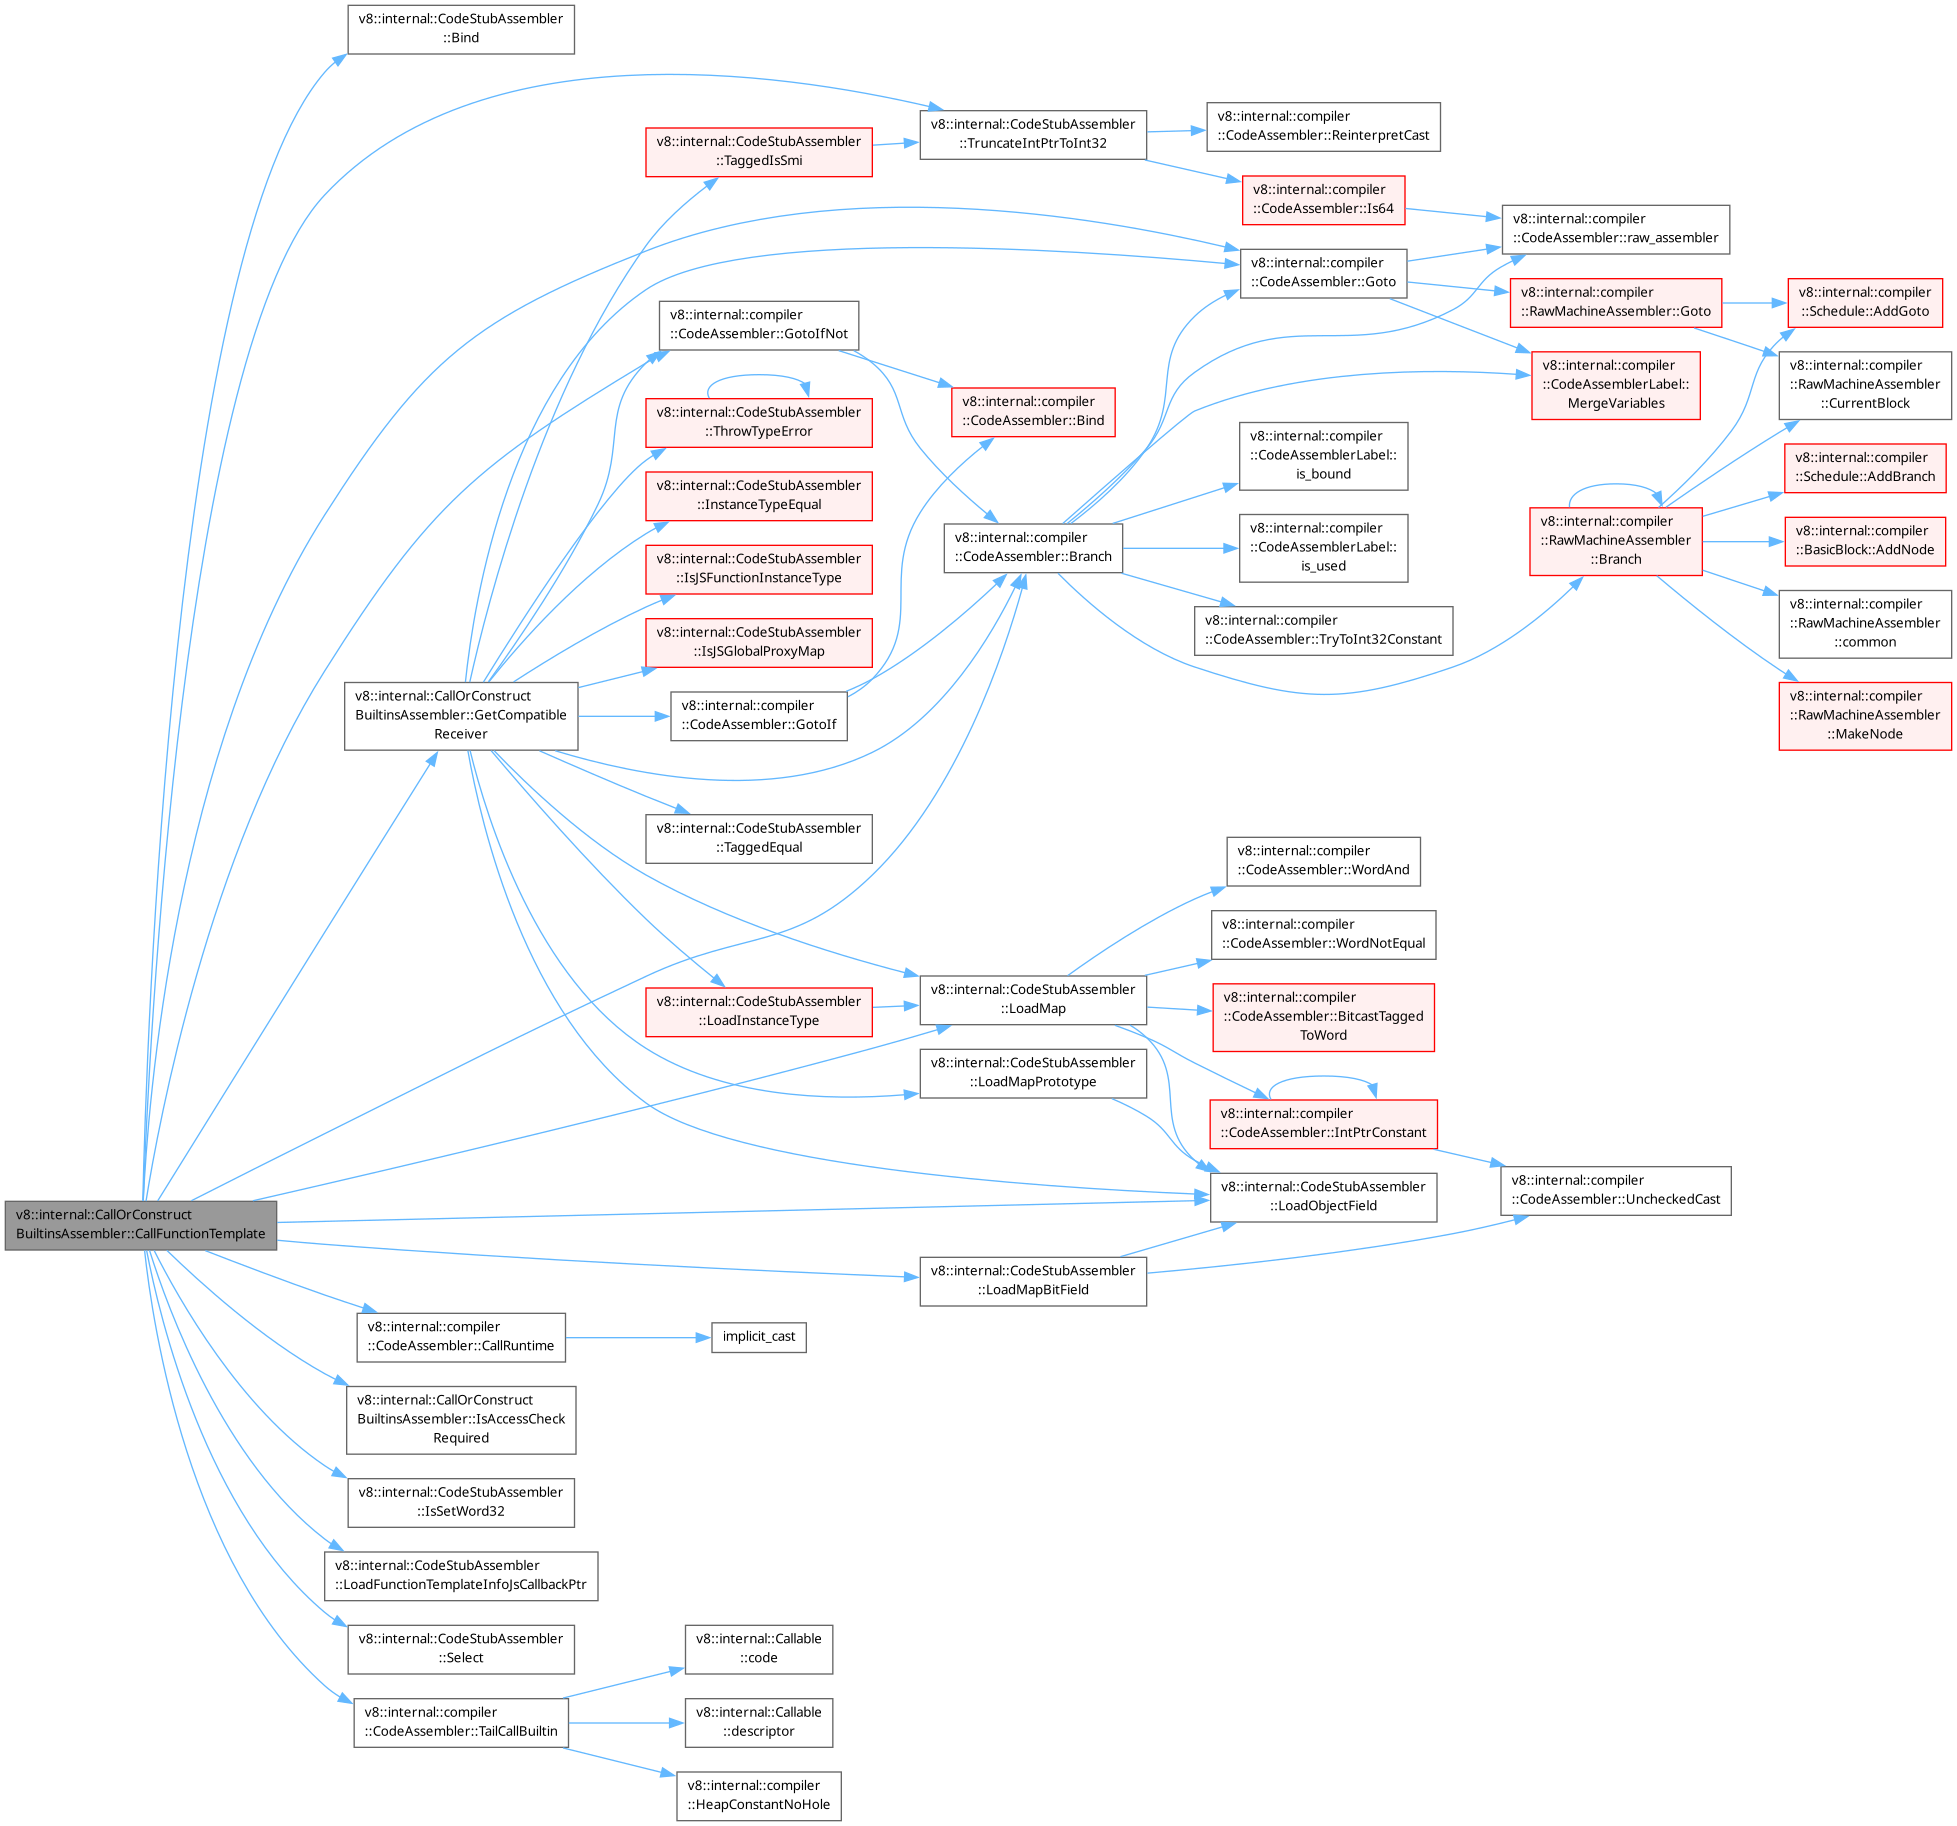 v8::internal::CodeStubAssembler
::Bind
v8::internal::CodeStubAssembler
::TruncateIntPtrToInt32
v8::internal::compiler
::CodeAssembler::ReinterpretCast
v8::internal::CodeStubAssembler
::TaggedIsSmi
v8::internal::compiler
::CodeAssembler::Is64
v8::internal::compiler
::CodeAssembler::raw_assembler
v8::internal::compiler
::CodeAssembler::Goto
v8::internal::compiler
::RawMachineAssembler::Goto
v8::internal::compiler
::Schedule::AddGoto
v8::internal::compiler
::CodeAssembler::GotoIfNot
v8::internal::compiler
::CodeAssemblerLabel::
MergeVariables
v8::internal::compiler
::RawMachineAssembler
::CurrentBlock
v8::internal::CodeStubAssembler
::ThrowTypeError
v8::internal::compiler
::CodeAssembler::Bind
v8::internal::compiler
::CodeAssemblerLabel::
is_bound
v8::internal::compiler
::Schedule::AddBranch
v8::internal::CodeStubAssembler
::InstanceTypeEqual
v8::internal::compiler
::CodeAssembler::Branch
v8::internal::compiler
::CodeAssemblerLabel::
is_used
v8::internal::compiler
::RawMachineAssembler
::Branch
v8::internal::compiler
::BasicBlock::AddNode
v8::internal::CodeStubAssembler
::IsJSFunctionInstanceType
v8::internal::compiler
::CodeAssembler::TryToInt32Constant
v8::internal::compiler
::RawMachineAssembler
::common
v8::internal::CodeStubAssembler
::IsJSGlobalProxyMap
v8::internal::CallOrConstruct
BuiltinsAssembler::GetCompatible
Receiver
v8::internal::compiler
::CodeAssembler::GotoIf
v8::internal::compiler
::RawMachineAssembler
::MakeNode
v8::internal::CodeStubAssembler
::TaggedEqual
v8::internal::compiler
::CodeAssembler::WordAnd
v8::internal::compiler
::CodeAssembler::WordNotEqual
v8::internal::CodeStubAssembler
::LoadInstanceType
v8::internal::CodeStubAssembler
::LoadMap
v8::internal::compiler
::CodeAssembler::BitcastTagged
ToWord
v8::internal::CodeStubAssembler
::LoadMapPrototype
v8::internal::compiler
::CodeAssembler::IntPtrConstant
v8::internal::compiler
::CodeAssembler::UncheckedCast
v8::internal::CallOrConstruct
BuiltinsAssembler::CallFunctionTemplate
v8::internal::CodeStubAssembler
::LoadObjectField
v8::internal::CodeStubAssembler
::LoadMapBitField
v8::internal::compiler
::CodeAssembler::CallRuntime
implicit_cast
v8::internal::CallOrConstruct
BuiltinsAssembler::IsAccessCheck
Required
v8::internal::CodeStubAssembler
::IsSetWord32
v8::internal::CodeStubAssembler
::LoadFunctionTemplateInfoJsCallbackPtr
v8::internal::CodeStubAssembler
::Select
v8::internal::Callable
::code
v8::internal::compiler
::CodeAssembler::TailCallBuiltin
v8::internal::Callable
::descriptor
v8::internal::compiler
::HeapConstantNoHole